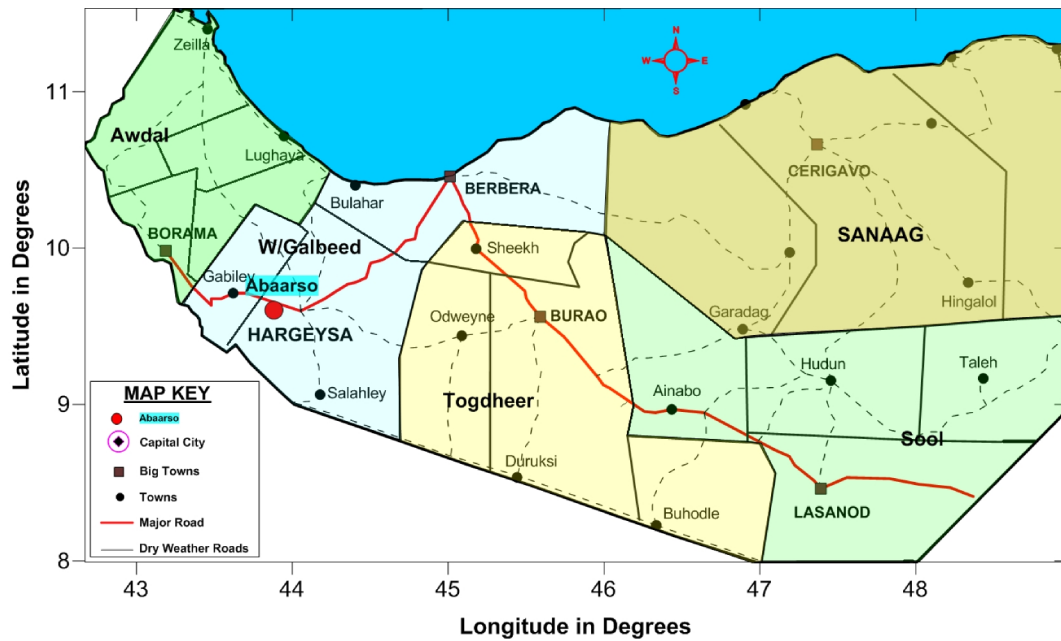 N
W E
S
11
10
9
8
Latitude in Degrees
43 44 45 46 47 48
Longitude in Degrees
Zeilla
Awdal
Lughaya
BORAMA
Bulahar
BERBERA
W/Galbeed
Gabiley
Abaarso
HARGEYSA
Salahley
Sheekh
Odweyne
BURAO
Togdheer
Duruksi
CERIGAVO
SANAAG
Hingalol
Garadag
Ainabo
Hudun
Taleh
Sool
LASANOD
Buhodle
MAP KEY
Abaarso
Capital City
Big Towns
Towns
Major Road
Dry Weather Roads